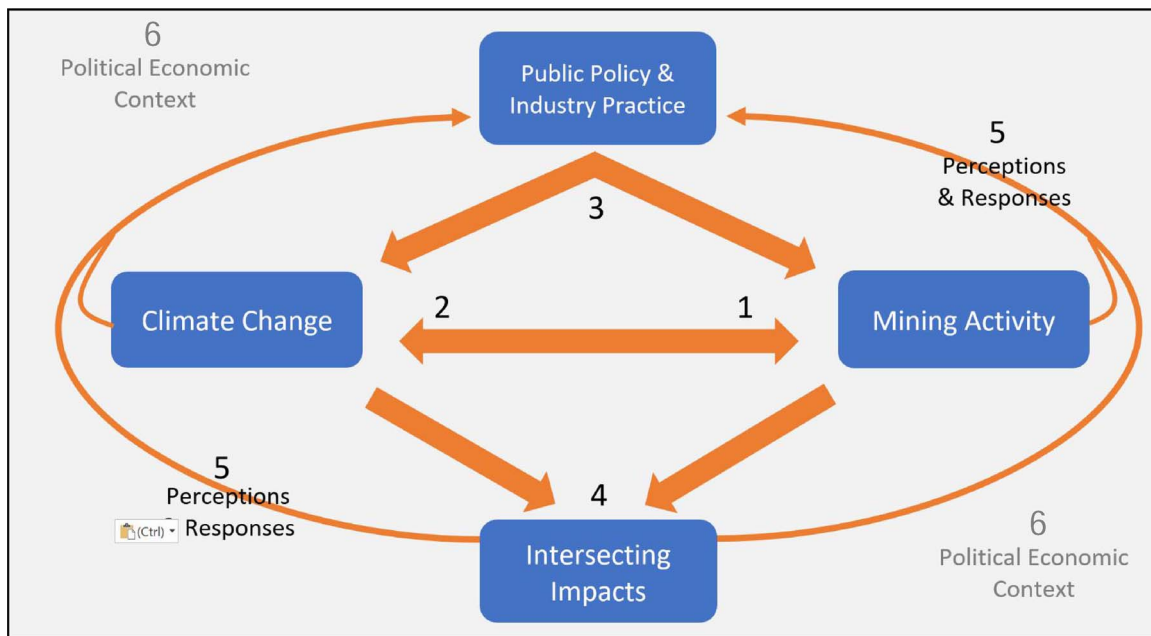 6
Political Economic
Context
Public Policy &
Industry Practice
5
Perceptions
& Responses
3
Climate Change
2
1
Mining Activity
5
Perceptions
(Ctrl)
Responses
4
Intersecting
Impacts
6
Political Economic
Context